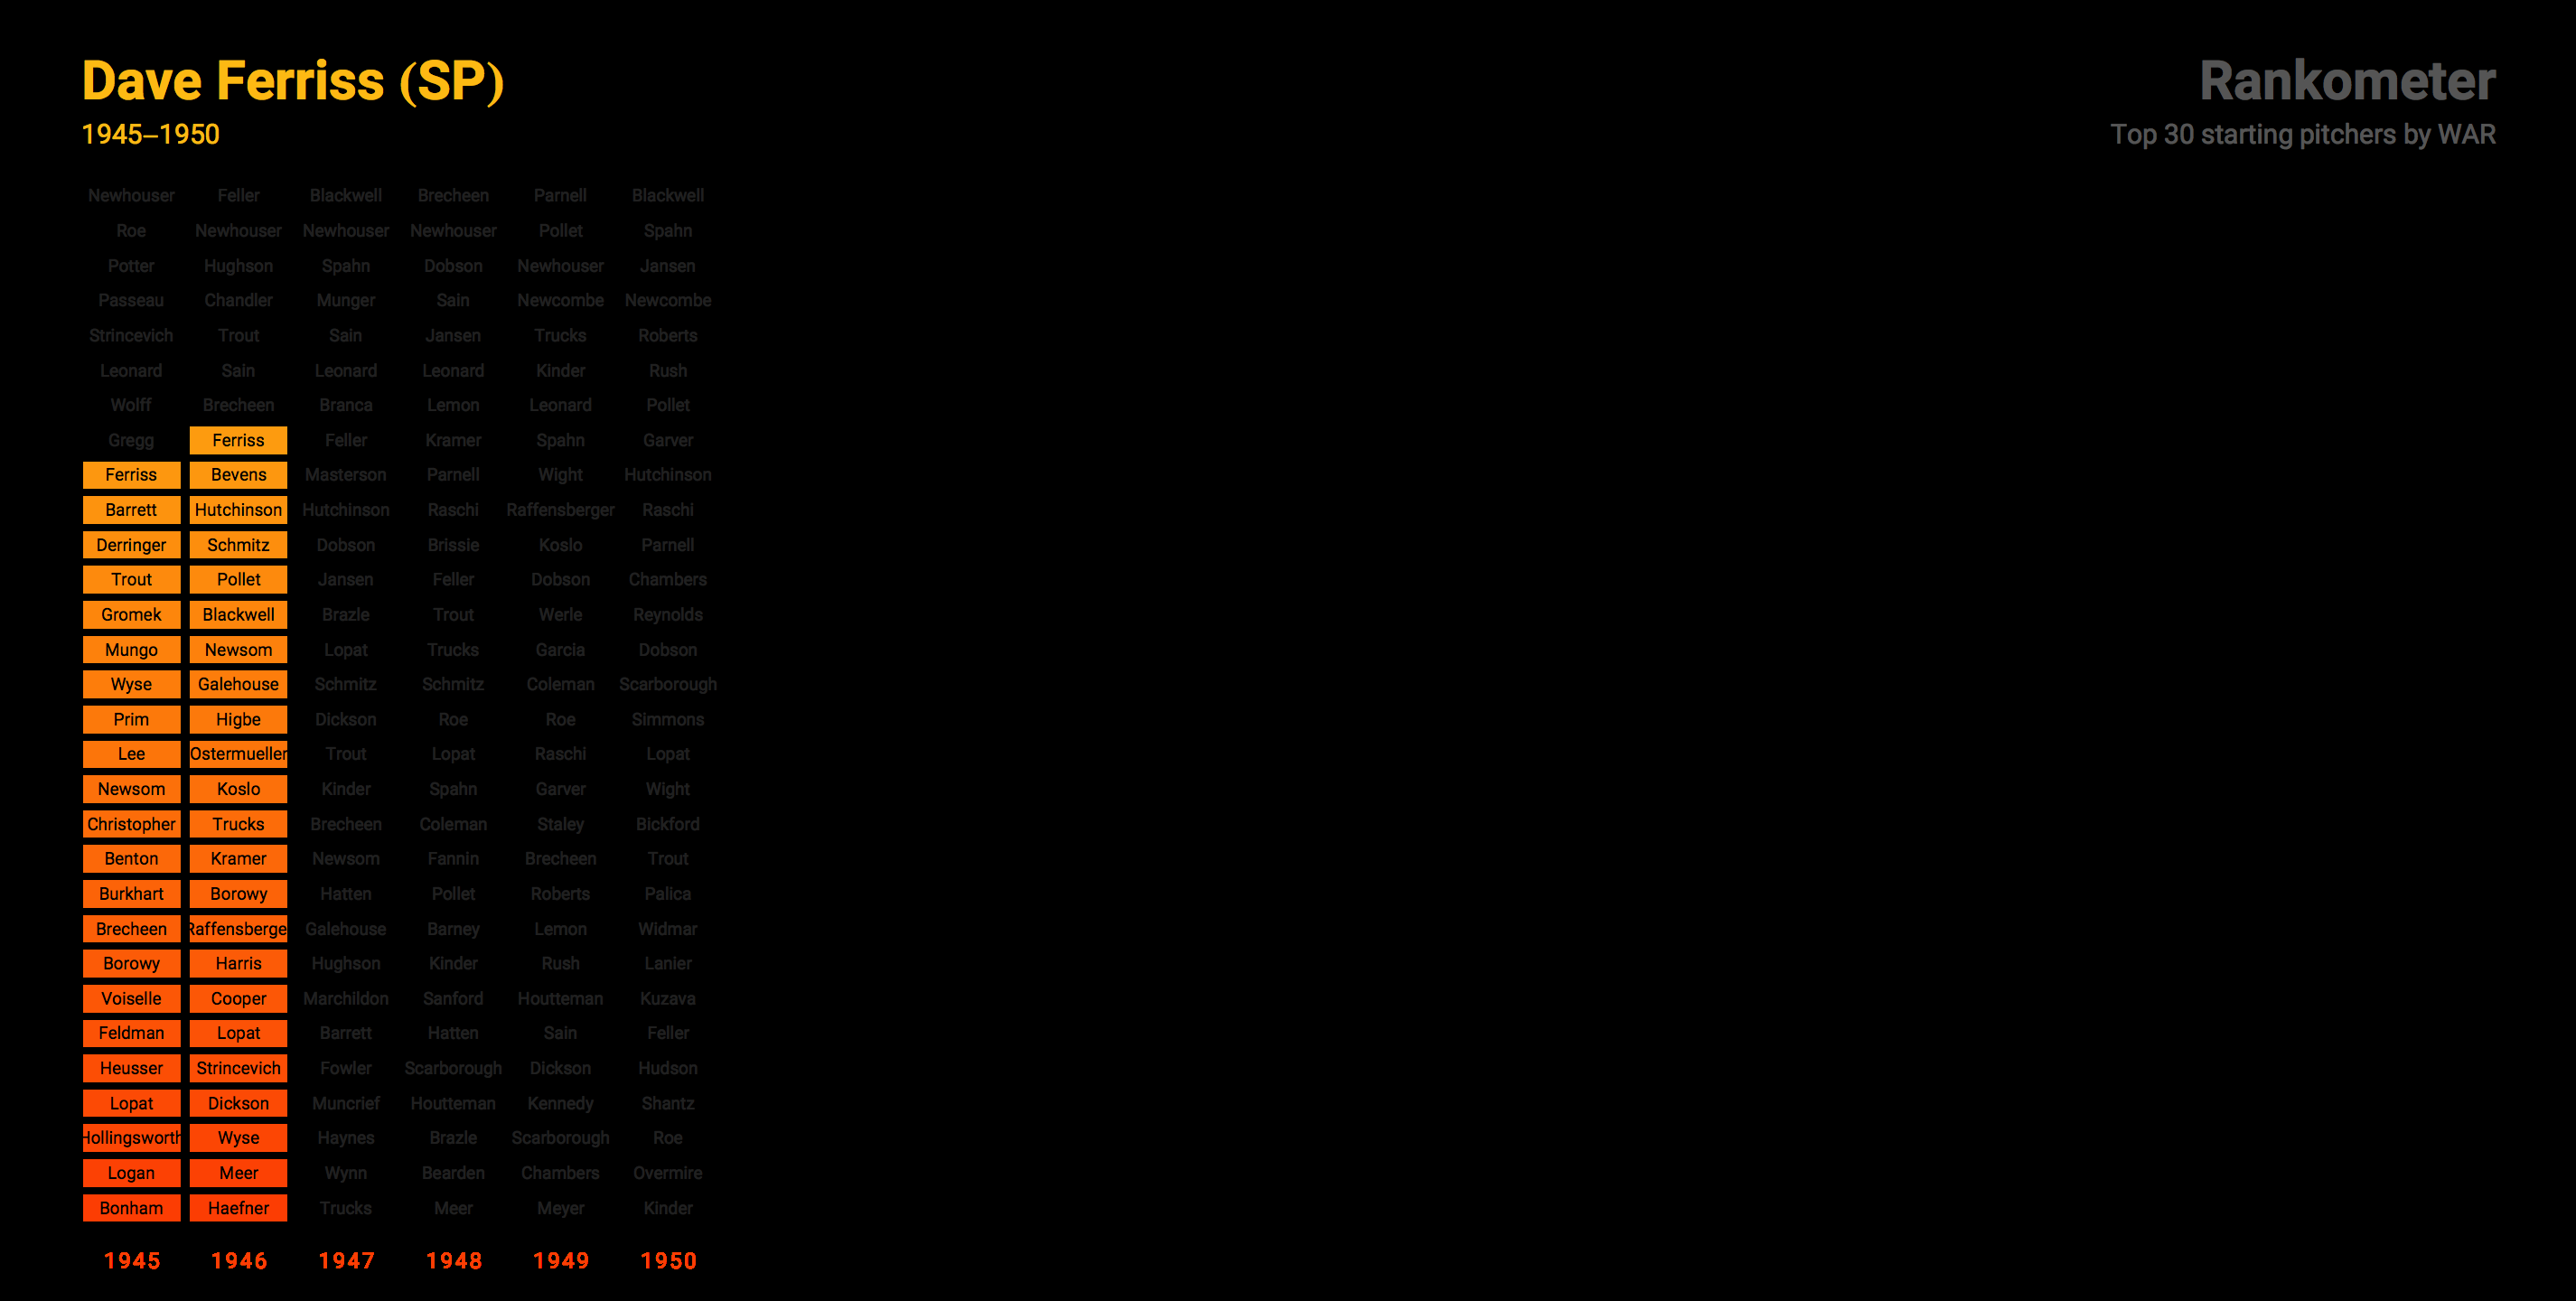 Dave Ferriss (SP)
1945–1950
Rankometer
Top 30 starting pitchers by WAR
Newhouser Feller Blackwell Brecheen Parnell Blackwell
Roe Newhouser Newhouser Newhouser Pollet Spahn
Potter Hughson Spahn Dobson Newhouser Jansen
Passeau Chandler Munger Sain Newcombe Newcombe
Strincevich Trout Sain Jansen Trucks Roberts
Leonard Sain Leonard Leonard Kinder Rush
Wolff Brecheen Branca Lemon Leonard Pollet
Gregg Ferriss Feller Kramer Spahn Garver
Ferriss Bevens Masterson Parnell Wight Hutchinson
Barrett Hutchinson Hutchinson Raschi Raffensberger Raschi
Derringer Schmitz Dobson Brissie Koslo Parnell
Trout Pollet Jansen Feller Dobson Chambers
Gromek Blackwell Brazle Trout Werle Reynolds
Mungo Newsom Lopat Trucks Garcia Dobson
Wyse Galehouse Schmitz Schmitz Coleman Scarborough
Prim Higbe Dickson Roe Roe Simmons
Lee Ostermueller Trout Lopat Raschi Lopat
Newsom Koslo Kinder Spahn Garver Wight
Christopher Trucks Brecheen Coleman Staley Bickford
Benton Kramer Newsom Fannin Brecheen Trout
Burkhart Borowy Hatten Pollet Roberts Palica
Brecheen Raffensberge Galehouse Barney Lemon Widmar
Borowy Harris Hughson Kinder Rush Lanier
Voiselle Cooper Marchildon Sanford Houtteman Kuzava
Feldman Lopat Barrett Hatten Sain Feller
Heusser Strincevich Fowler Scarborough Dickson Hudson
Lopat Dickson Muncrief Houtteman Kennedy Shantz
Hollingsworth Wyse Haynes Brazle Scarborough Roe
Logan Meer Wynn Bearden Chambers Overmire
Bonham Haefner Trucks Meer Meyer Kinder
1945 1946 1947 1948 1949 1950